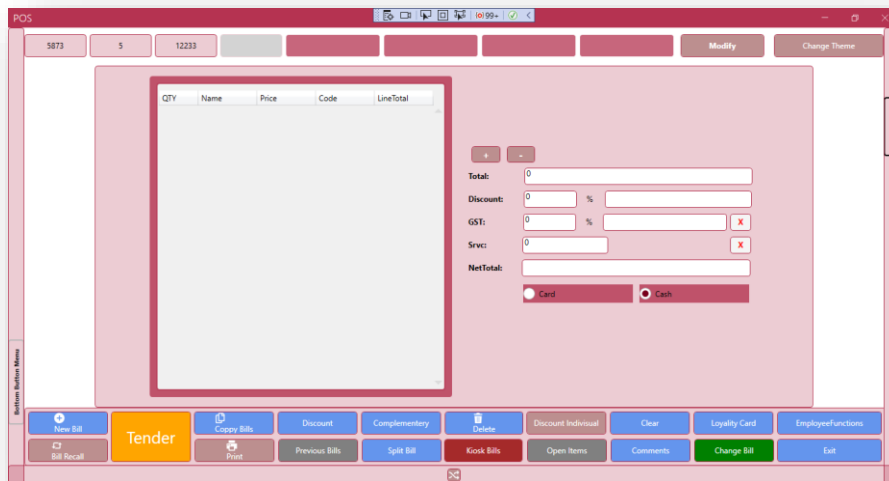 POS
99+
5873 5 12233 Modify Change Theme
QTY Name Price Code LineTotal
+ -
Total: 0
Discount: 0 %
GST: 0 % X
Srvc: 0 X
NetTotal:
Card Cash
Bottom Button Menu
New Bill Tender Coppy Bills Discount Complementery Delete Discount Indivisual Clear Loyality Card EmployeeFunctions
Bill Recall Print Previous Bills Split Bill Kiosk Bills Open Items Comments Change Bill Exit